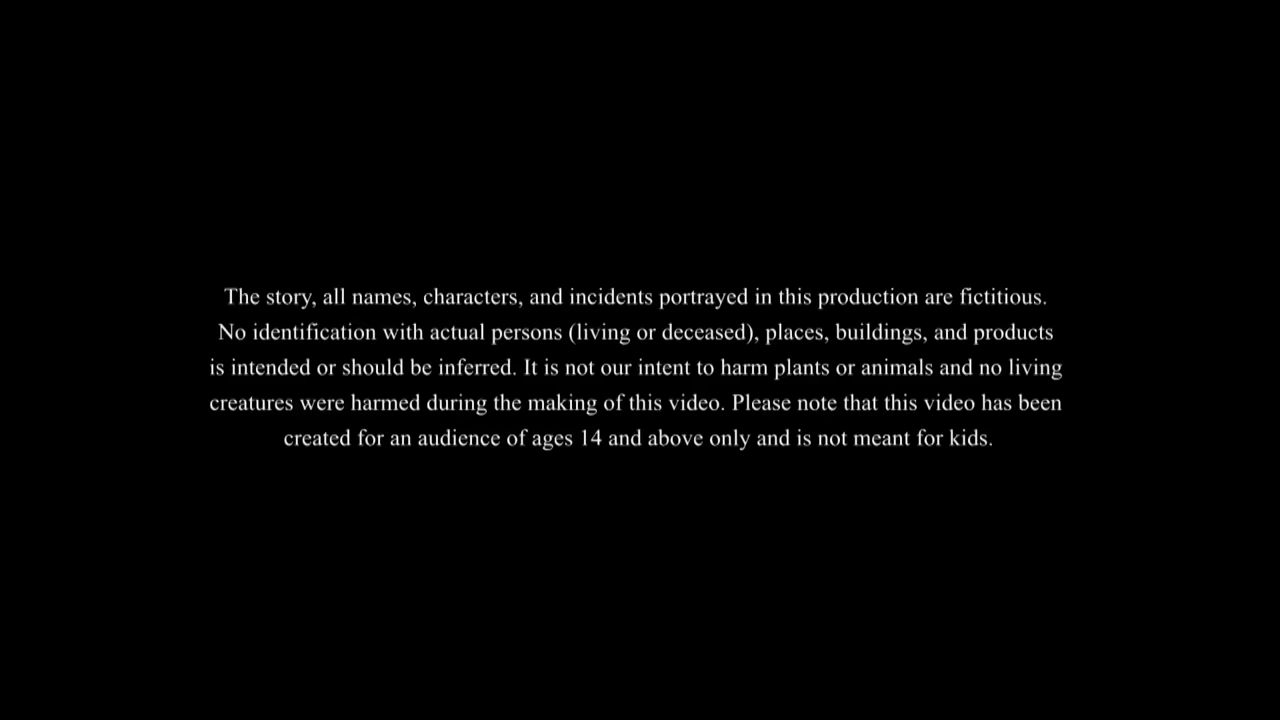 The story, all names, characters, and incidents portrayed in this production are fictitious.
No identification with actual persons (living or deceased), places, buildings, and products
is intended or should be inferred. It is not our intent to harm plants or animals and no living
creatures were harmed during the making of this video. Please note that this video has been
created for an audience of ages 14 and above only and is not meant for kids.